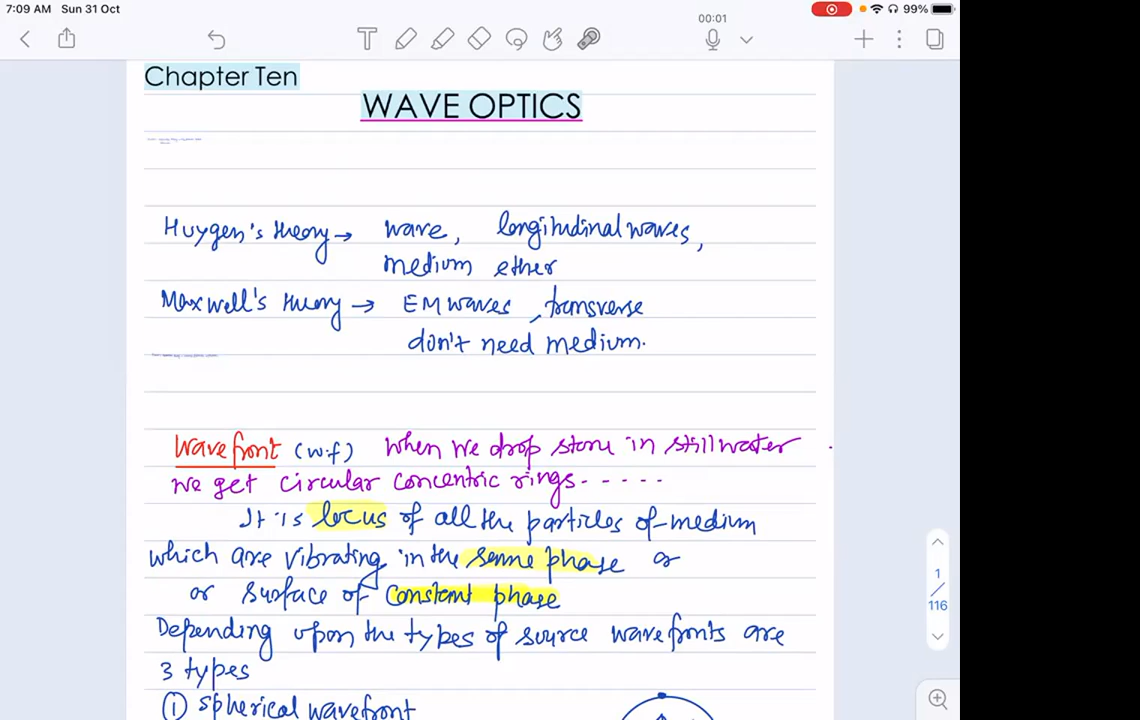 7:09 AM Sun 31 Oct
99%
00:01
Chapter Ten
WAVE OPTICS
Huygen's theory → wave, longitudinal waves,
medium ether
Maxwell's theory → EM waves, transverse
don't need medium.
Wavefront (wf) When we drop stone in still water
we get circular concentric rings- - - - - -
It is locus of all the particles of medium
which are vibrating in the same phase or
or surface of constant phase
Depending upon the types of source wavefronts are
3 types
① spherical wavefront
1
/
116